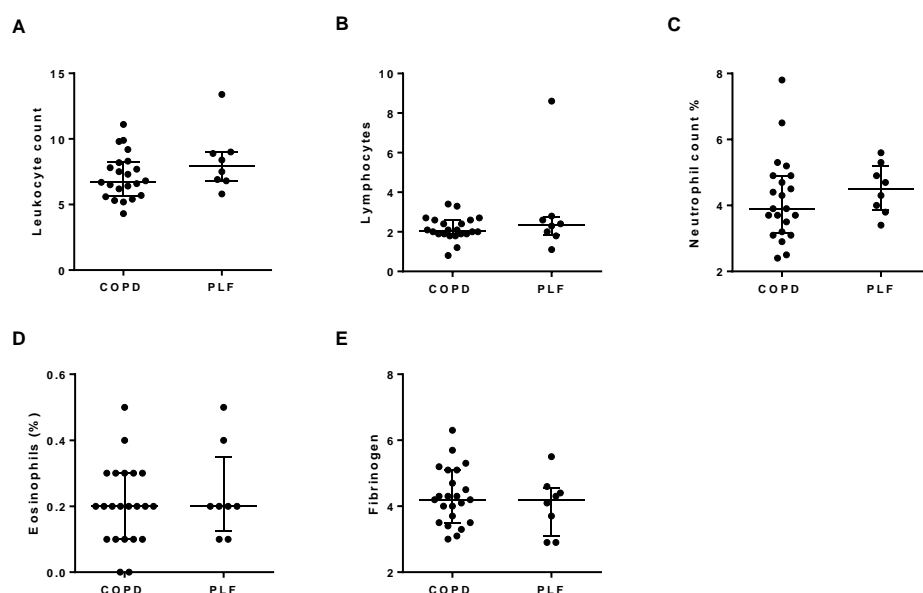 A
Leukocyte count
15
10
5
0
COPD
PLF
B
Lymphocytes
10
8
6
4
2
0
COPD
PLF
C
Neutrophil count %
8
6
4
2
COPD
PLF
D
Eosinophils (%)
0.6
0.4
0.2
0.0
COPD
PLF
E
Fibrinogen
8
6
4
2
COPD
PLF